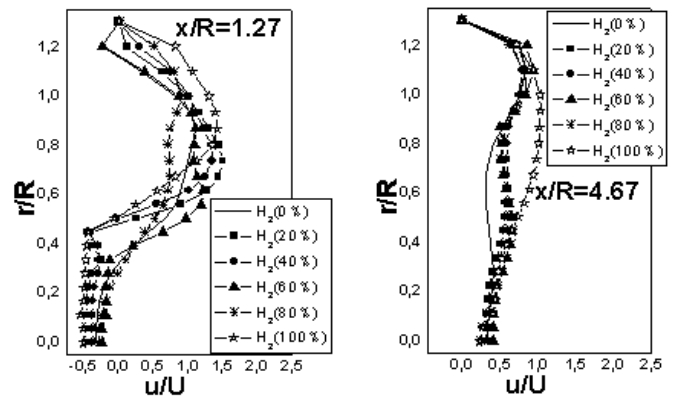 x/R=1.27
r/R
1,2
1,0
0,8
0,6
0,4
0,2
0,0
-0,5 0,0 0,5 1,0 1,5 2,0 2,5
u/U
H2(0 %)
H2(20 %)
H2(40 %)
H2(60 %)
H2(80 %)
H2(100 %)
x/R=4.67
r/R
1,2
1,0
0,8
0,6
0,4
0,2
0,0
0,0 0,5 1,0 1,5 2,0 2,5
u/U
H2(0 %)
H2(20 %)
H2(40 %)
H2(60 %)
H2(80 %)
H2(100 %)